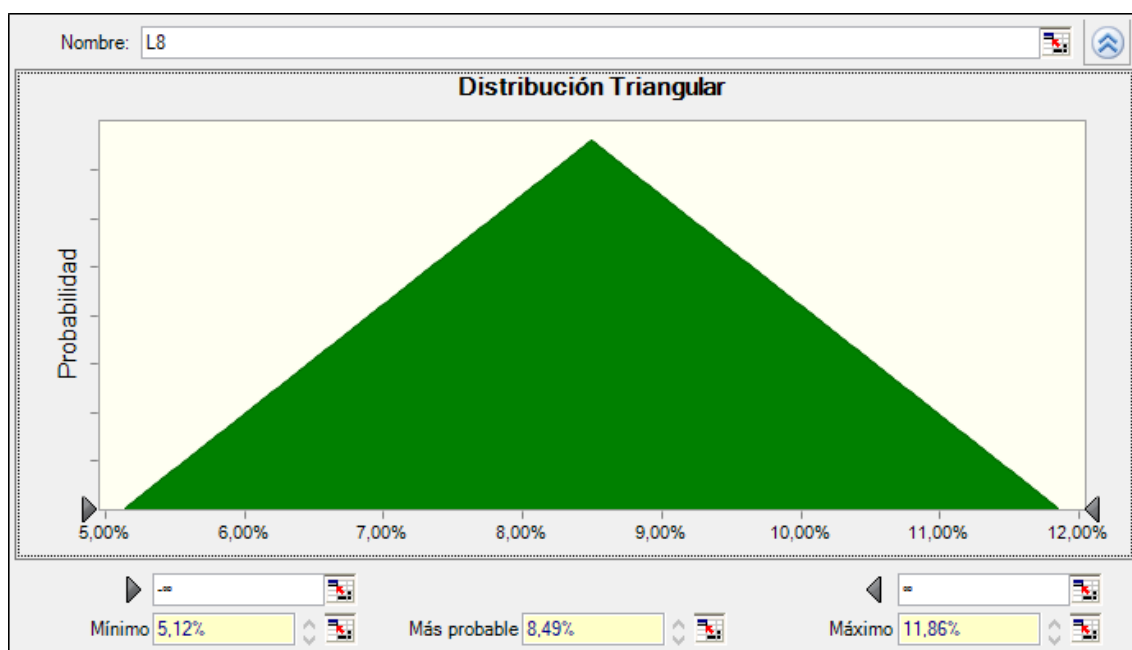 Nombre: L8
Distribución Triangular
Probabilidad
5,00% 6,00% 7,00% 8,00% 9,00% 10,00% 11,00% 12,00%
-∞ ∞
Mínimo 5,12% Más probable 8,49% Máximo 11,86%